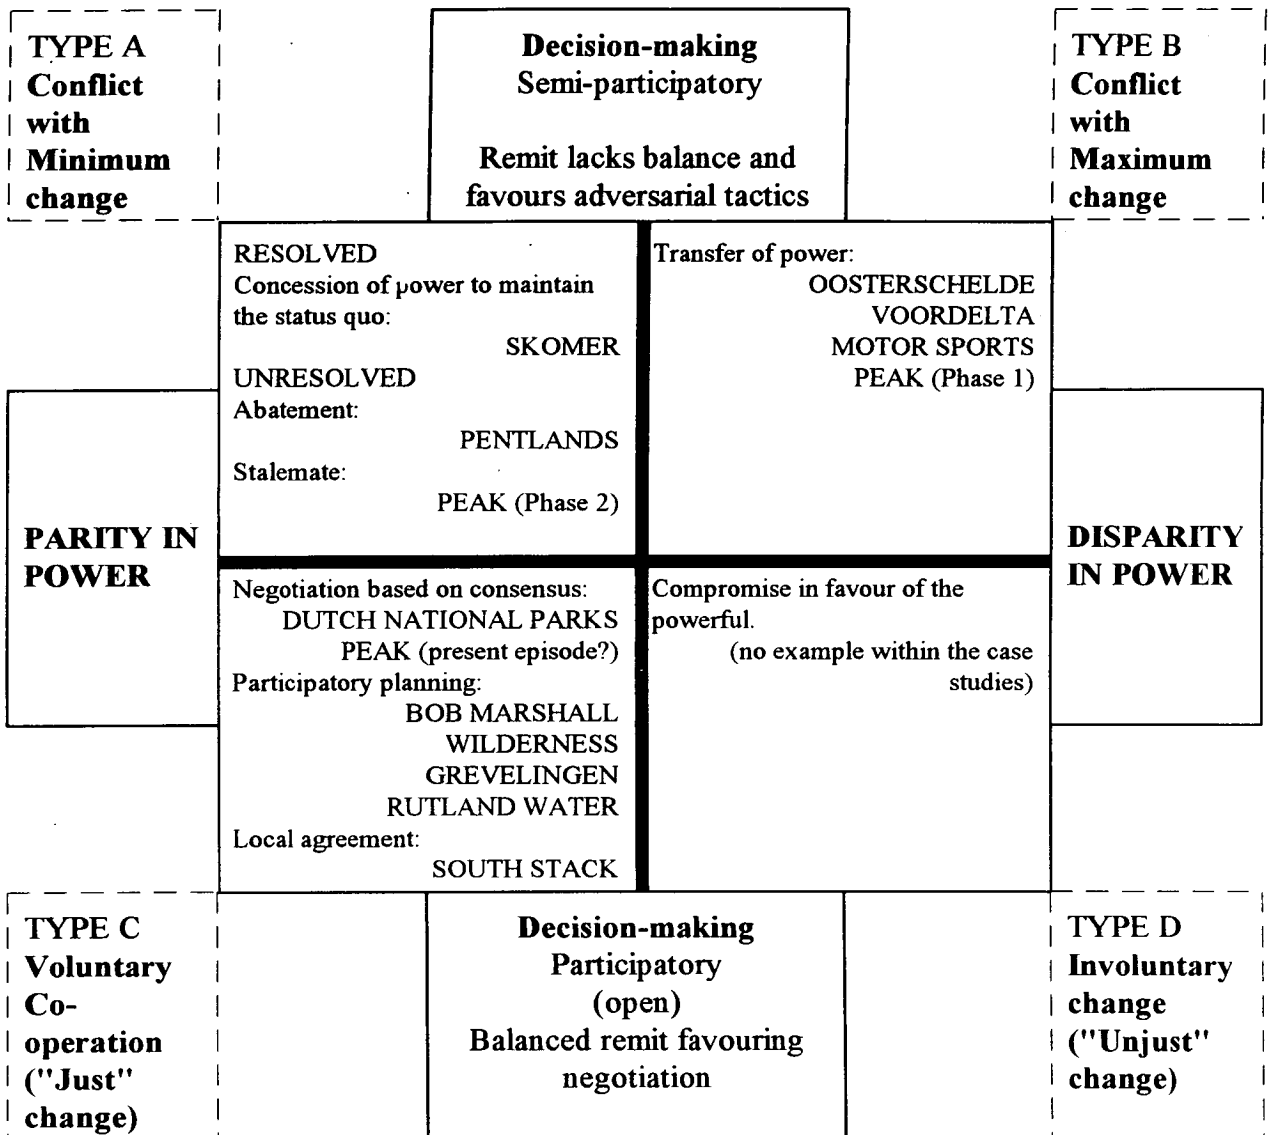 TYPE A
Conflict
with
Minimum
change
Decision-making
Semi-participatory
Remit lacks balance and
favours adversarial tactics
TYPE B
Conflict
with
Maximum
change
RESOLVED
Concession of power to maintain
the status quo:
SKOMER
UNRESOLVED
Abatement:
PENTLANDS
Stalemate:
PEAK (Phase 2)
Transfer of power:
OOSTERSCHELDE
VOORDELTA
MOTOR SPORTS
PEAK (Phase 1)
PARITY IN
POWER
DISPARITY
IN POWER
Negotiation based on consensus:
DUTCH NATIONAL PARKS
PEAK (present episode?)
Participatory planning:
BOB MARSHALL
WILDERNESS
GREVELINGEN
RUTLAND WATER
Local agreement:
SOUTH STACK
Compromise in favour of the
powerful.
(no example within the case
studies)
TYPE C
Voluntary
Co-
operation
("Just"
change)
Decision-making
Participatory
(open)
Balanced remit favouring
negotiation
TYPE D
Involuntary
change
("Unjust"
change)